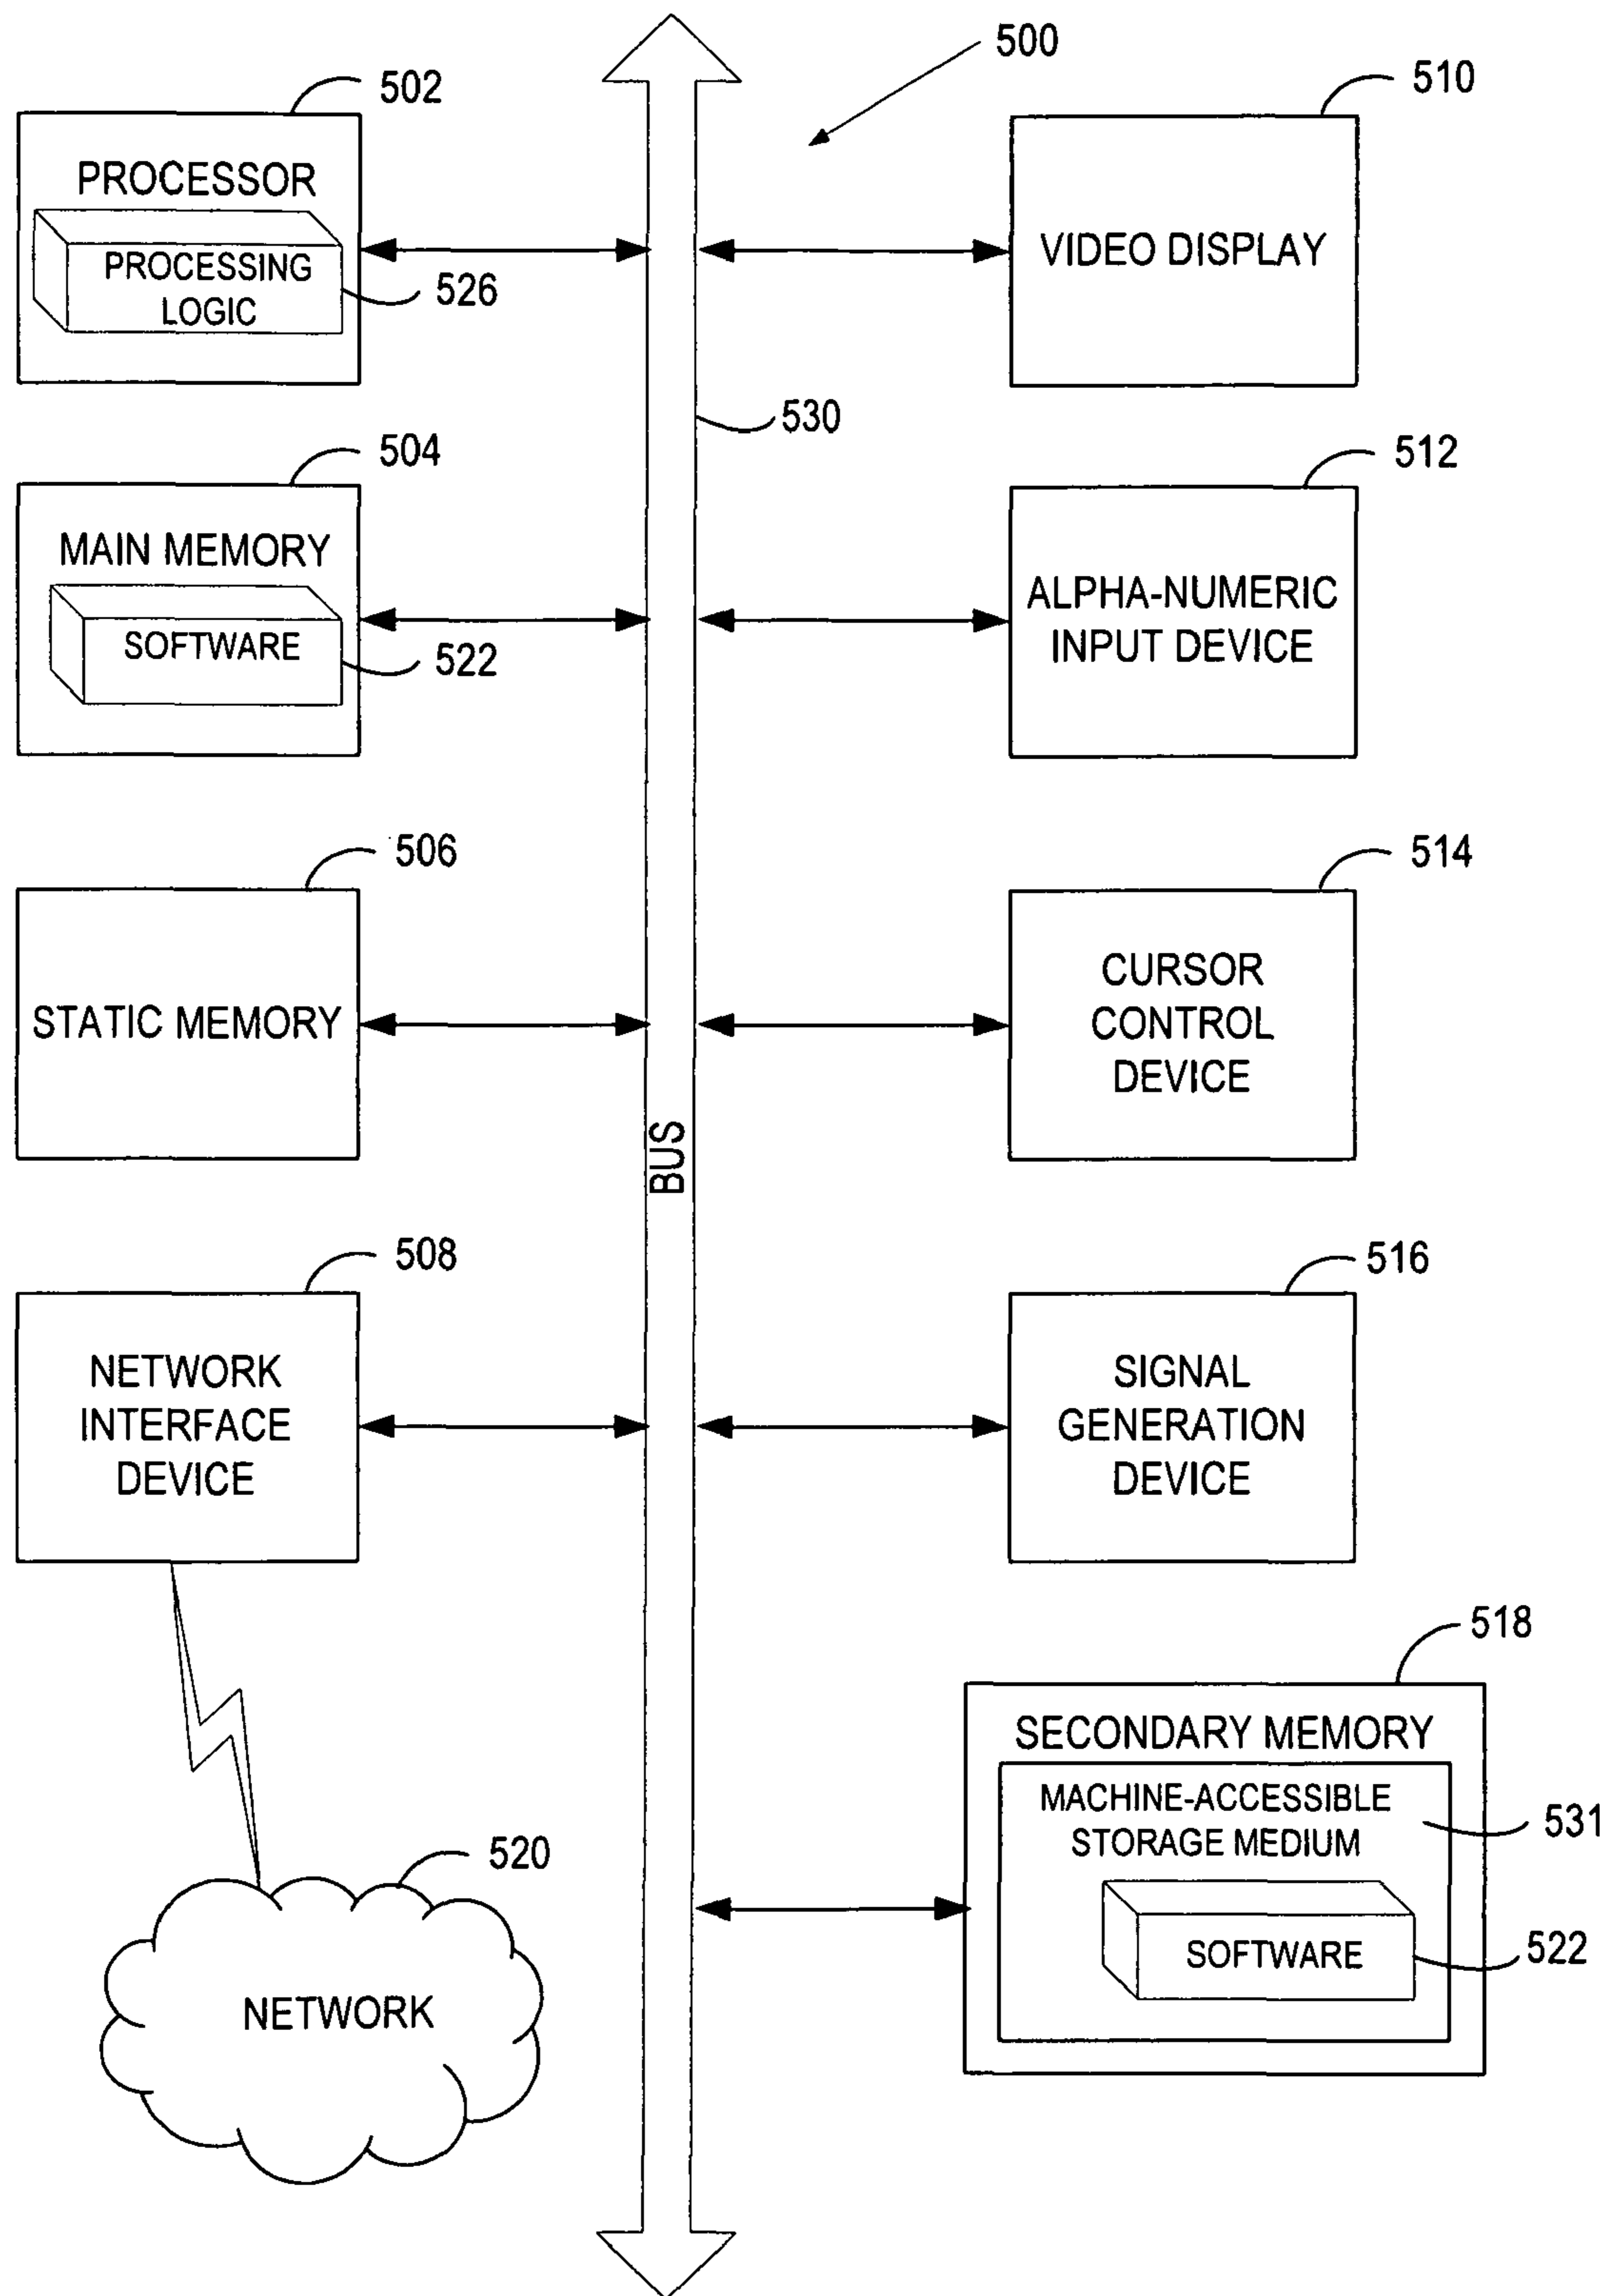 500
502
PROCESSOR
PROCESSING
LOGIC
526
510
VIDEO DISPLAY
530
504
MAIN MEMORY
SOFTWARE
522
512
ALPHA-NUMERIC
INPUT DEVICE
506
STATIC MEMORY
514
CURSOR
CONTROL
DEVICE
BUS
508
NETWORK
INTERFACE
DEVICE
516
SIGNAL
GENERATION
DEVICE
518
SECONDARY MEMORY
MACHINE-ACCESSIBLE
STORAGE MEDIUM
531
SOFTWARE
522
520
NETWORK